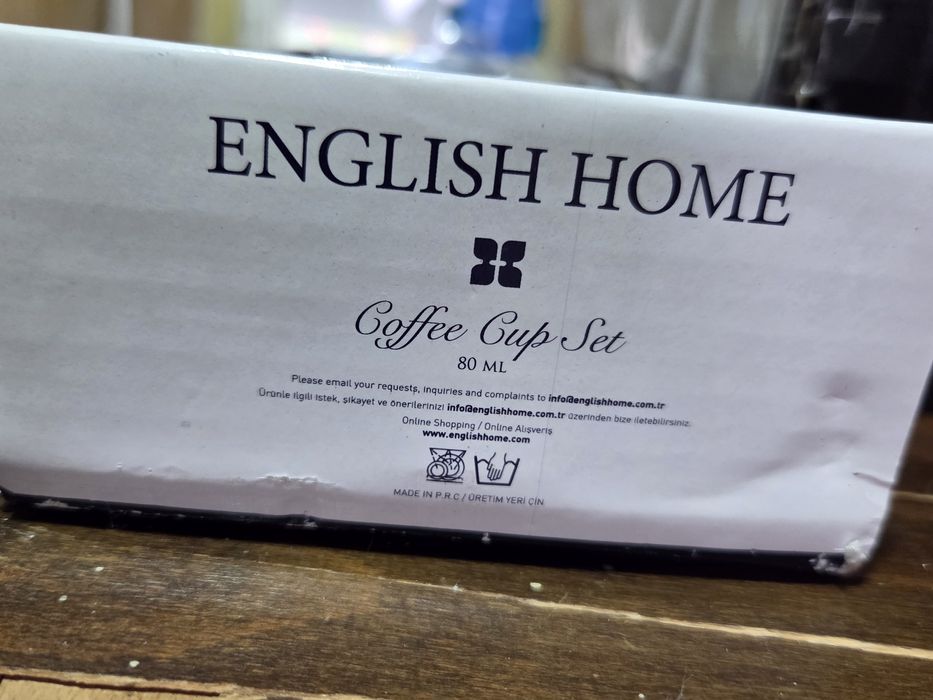 ENGLISH HOME
Coffee Cup Set
80 ML
Please email your requests, inquiries and complaints to info@englishhome.com.tr
Ürünle ilgili istek, şikayet ve önerilerinizi info@englishhome.com.tr üzerinden bize iletebilirsiniz.
Online Shopping / Online Alışveriş
www.englishhome.com
MADE IN P.R.C / ÜRETİM YERİ ÇİN